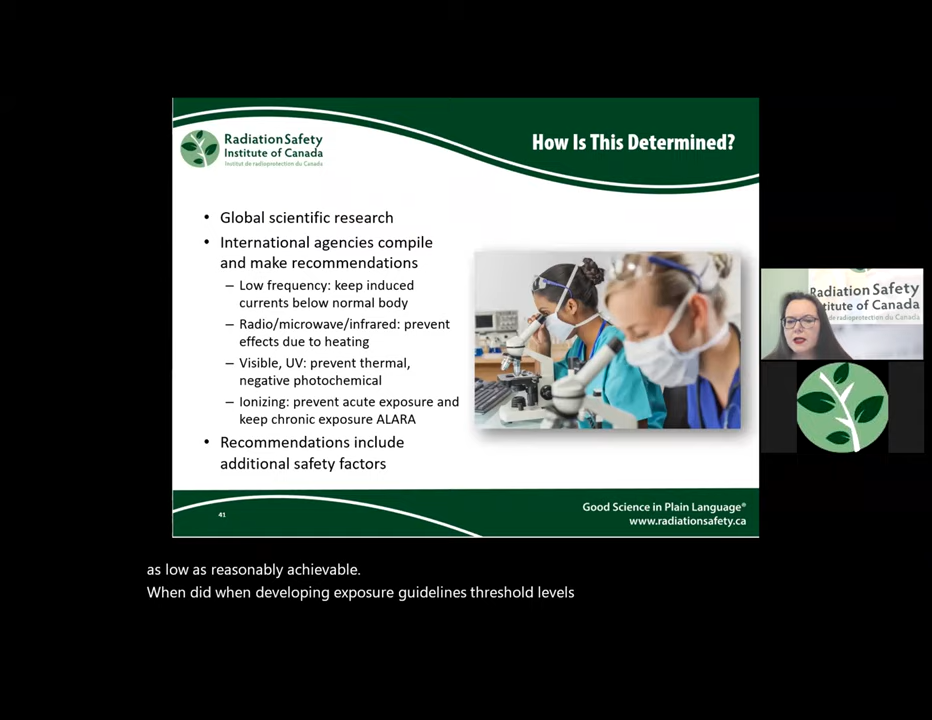 Radiation Safety
Institute of Canada
Institut de radioprotection du Canada
How Is This Determined?
• Global scientific research
• International agencies compile
and make recommendations
– Low frequency: keep induced
currents below normal body
– Radio/microwave/infrared: prevent
effects due to heating
– Visible, UV: prevent thermal,
negative photochemical
– Ionizing: prevent acute exposure and
keep chronic exposure ALARA
• Recommendations include
additional safety factors
41
Good Science in Plain Language®
www.radiationsafety.ca
Radiation Safety
titute of Canada
de radioprotection du Canada
as low as reasonably achievable.
When did when developing exposure guidelines threshold levels